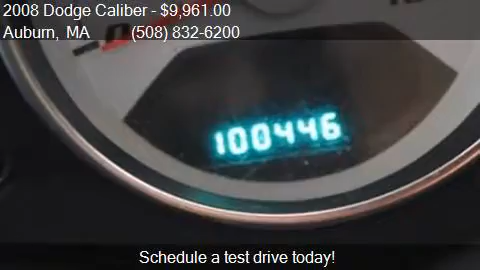 2008 Dodge Caliber - $9,961.00
Auburn, MA (508) 832-6200
100446
Schedule a test drive today!